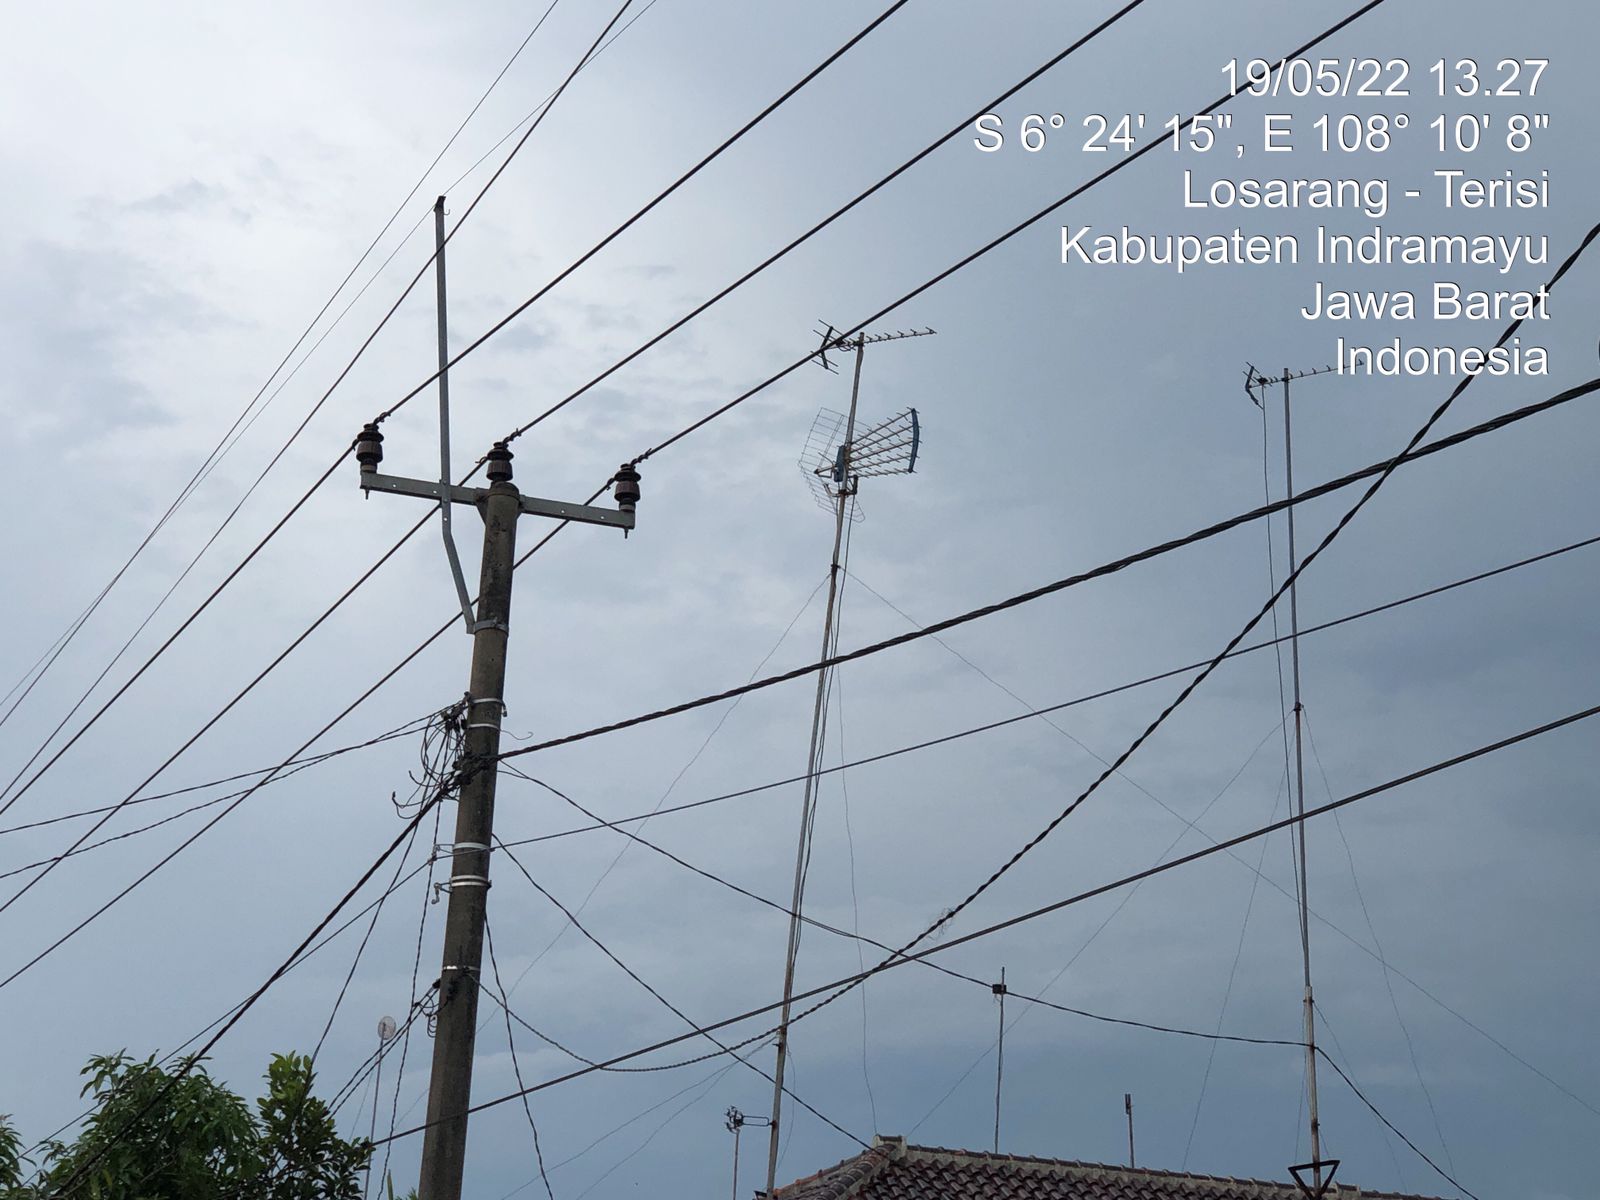 19/05/22 13.27
S 6° 24' 15", E 108° 10' 8"
Losarang - Terisi
Kabupaten Indramayu
Jawa Barat
Indonesia